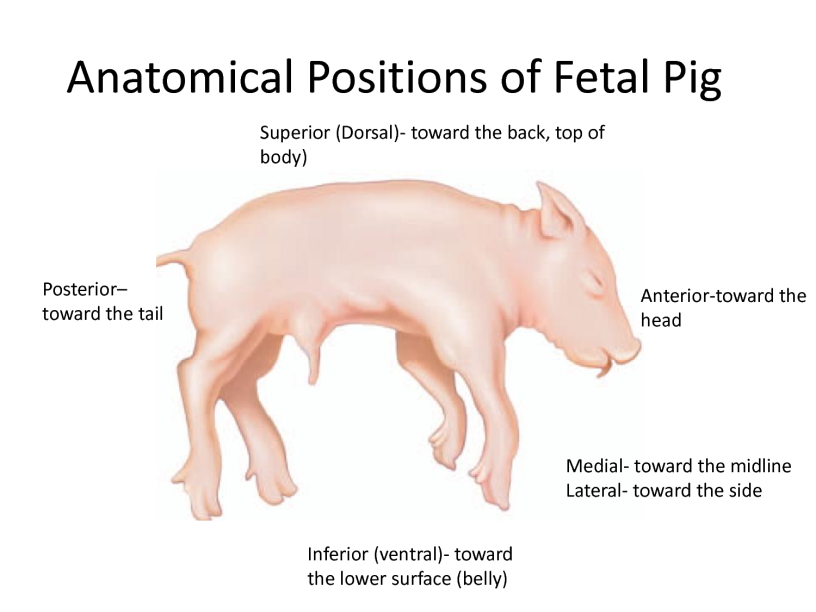 Anatomical Positions of Fetal Pig
Superior (Dorsal)- toward the back, top of
body)
Posterior–
toward the tail
Anterior-toward the
head
Medial- toward the midline
Lateral- toward the side
Inferior (ventral)- toward
the lower surface (belly)